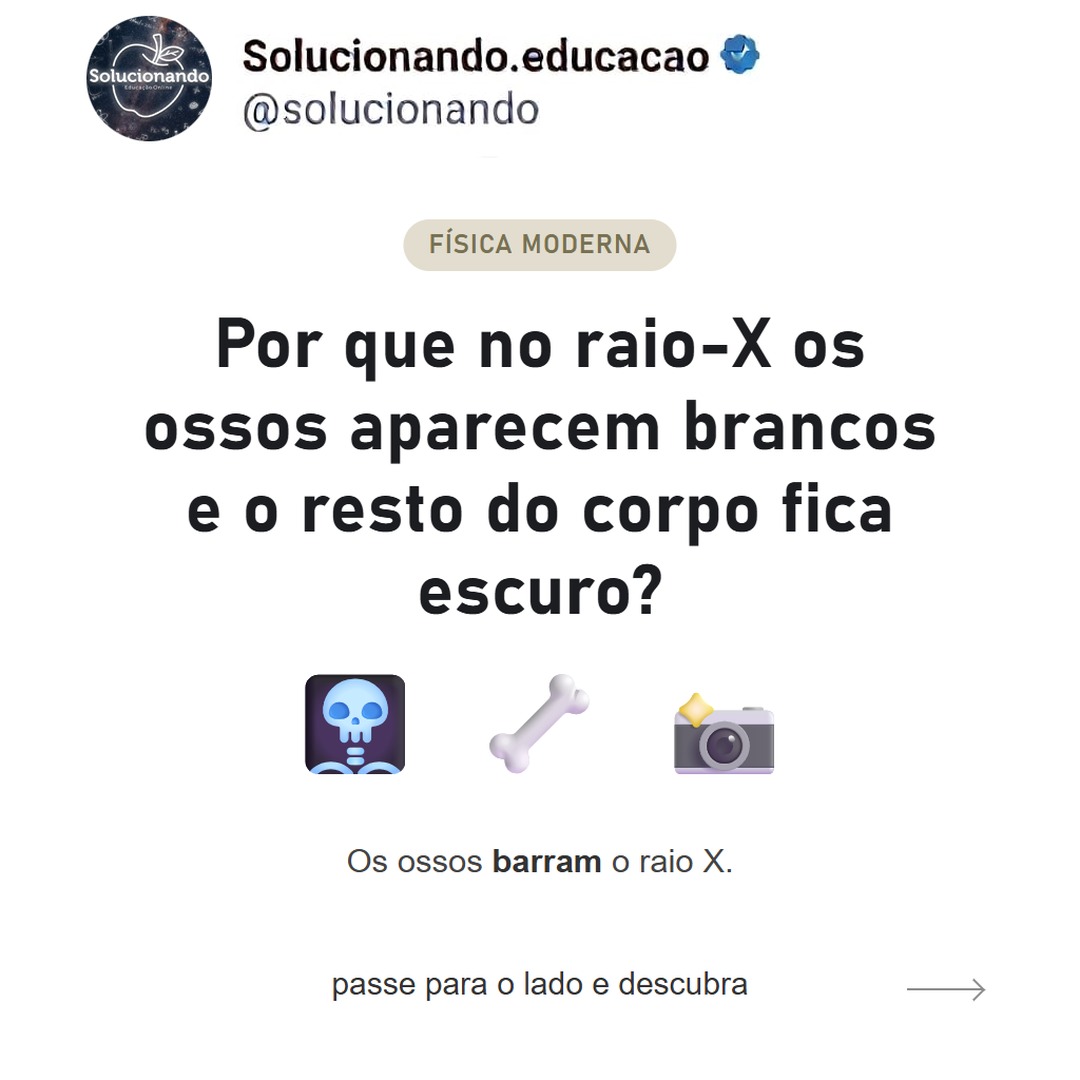 Solucionando
Educação Online
Solucionando.educacao
@solucionando
FÍSICA MODERNA
Por que no raio-X os
ossos aparecem brancos
e o resto do corpo fica
escuro?
Os ossos barram o raio X.
passe para o lado e descubra